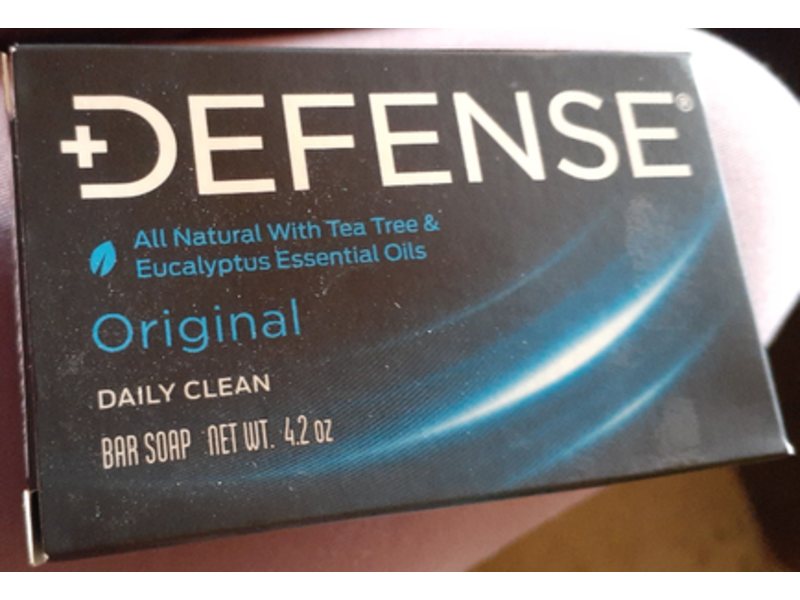 DEFENSE®
All Natural With Tea Tree &
Eucalyptus Essential Oils
Original
DAILY CLEAN
BAR SOAP NET WT. 4.2 oz